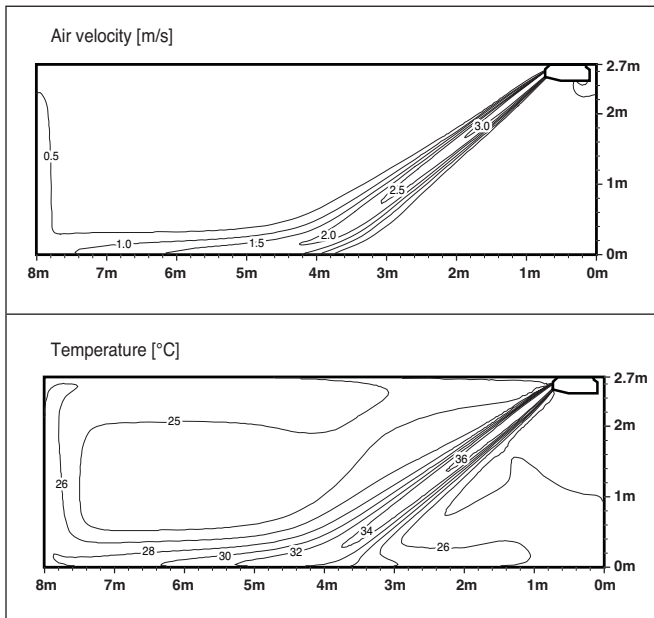 Air velocity [m/s]
2.7m
3.0
2m
0.5
2.5
1m
2.0
1.5
1.0
0m
8m 7m 6m 5m 4m 3m 2m 1m 0m
Temperature [°C]
2.7m
25
2m
36
26
1m
34
28 30 32 26
0m
8m 7m 6m 5m 4m 3m 2m 1m 0m